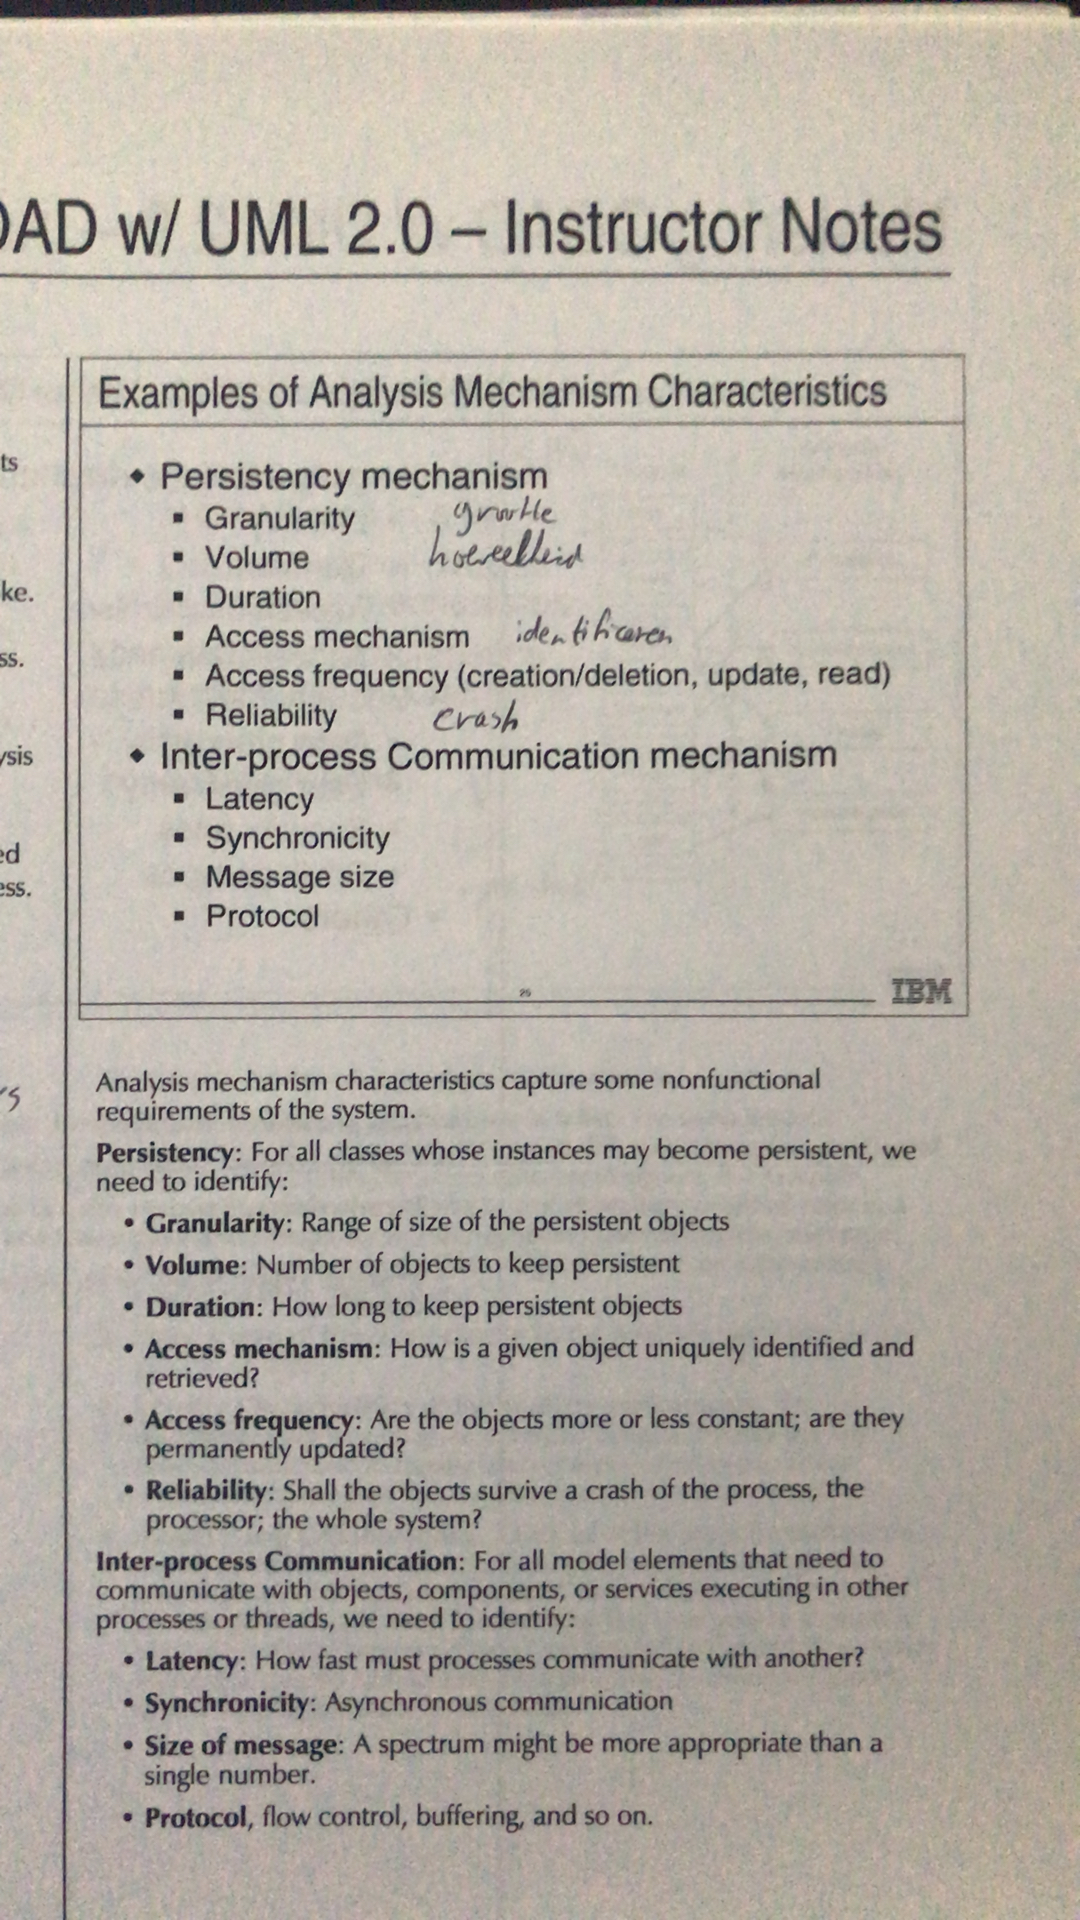 OAD w/ UML 2.0 – Instructor Notes
Examples of Analysis Mechanism Characteristics
◆ Persistency mechanism
▪ Granularity grootte
▪ Volume hoeveelheid
▪ Duration
▪ Access mechanism identificeren
▪ Access frequency (creation/deletion, update, read)
▪ Reliability crash
◆ Inter-process Communication mechanism
▪ Latency
▪ Synchronicity
▪ Message size
▪ Protocol
IBM
ts
ke.
ss.
ysis
ed
ess.
rs
Analysis mechanism characteristics capture some nonfunctional
requirements of the system.
Persistency: For all classes whose instances may become persistent, we
need to identify:
• Granularity: Range of size of the persistent objects
• Volume: Number of objects to keep persistent
• Duration: How long to keep persistent objects
• Access mechanism: How is a given object uniquely identified and
retrieved?
• Access frequency: Are the objects more or less constant; are they
permanently updated?
• Reliability: Shall the objects survive a crash of the process, the
processor; the whole system?
Inter-process Communication: For all model elements that need to
communicate with objects, components, or services executing in other
processes or threads, we need to identify:
• Latency: How fast must processes communicate with another?
• Synchronicity: Asynchronous communication
• Size of message: A spectrum might be more appropriate than a
single number.
• Protocol, flow control, buffering, and so on.